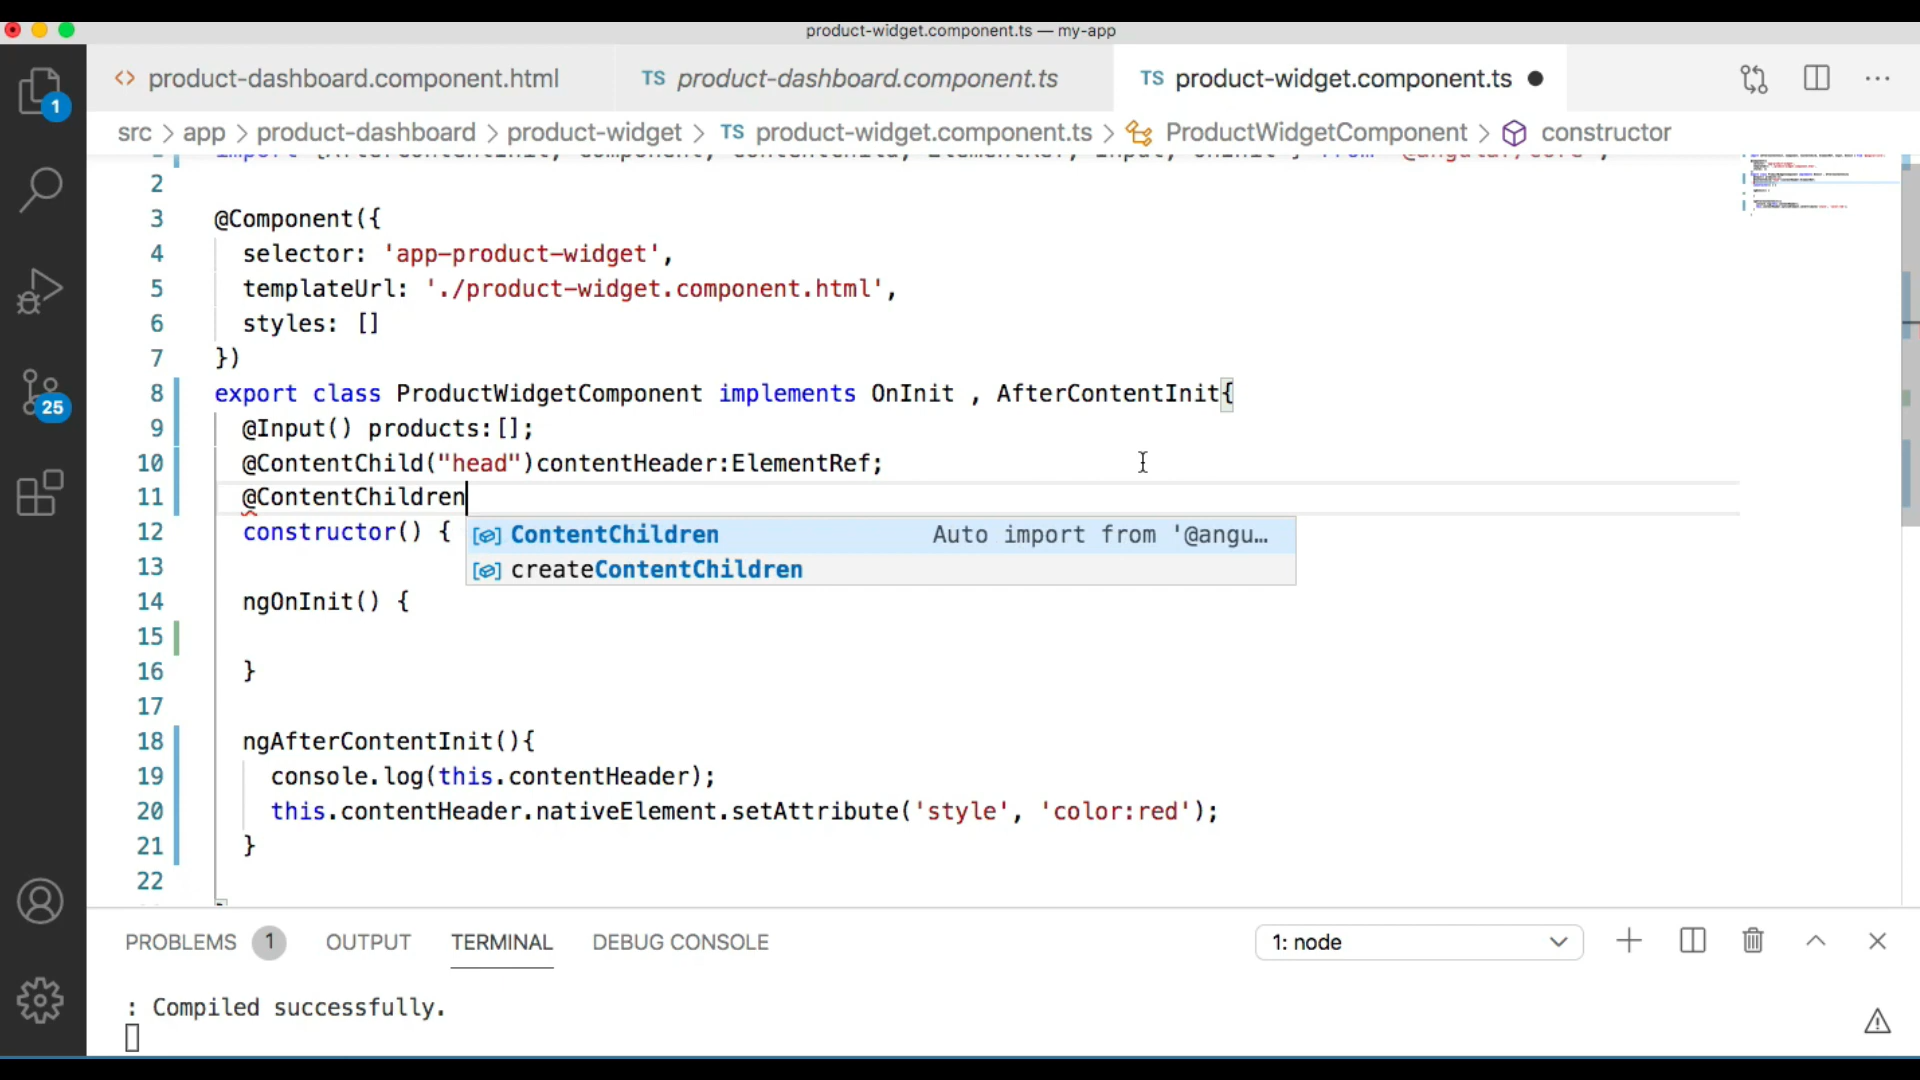 product-widget.component.ts — my-app
<> product-dashboard.component.html TS product-dashboard.component.ts TS product-widget.component.ts ● ...
1
src > app > product-dashboard > product-widget > TS product-widget.component.ts > ProductWidgetComponent > constructor
2
3 @Component({
4 selector: 'app-product-widget',
5 templateUrl: './product-widget.component.html',
6 styles: []
7 })
8 export class ProductWidgetComponent implements OnInit , AfterContentInit{
9 @Input() products:[];
10 @ContentChild("head")contentHeader:ElementRef;
11 @ContentChildren
12 constructor() {
ContentChildren Auto import from '@angu…
13
createContentChildren
14 ngOnInit() {
15
16 }
17
18 ngAfterContentInit(){
19 console.log(this.contentHeader);
20 this.contentHeader.nativeElement.setAttribute('style', 'color:red');
21 }
22
25
PROBLEMS 1 OUTPUT TERMINAL DEBUG CONSOLE 1: node
: Compiled successfully.